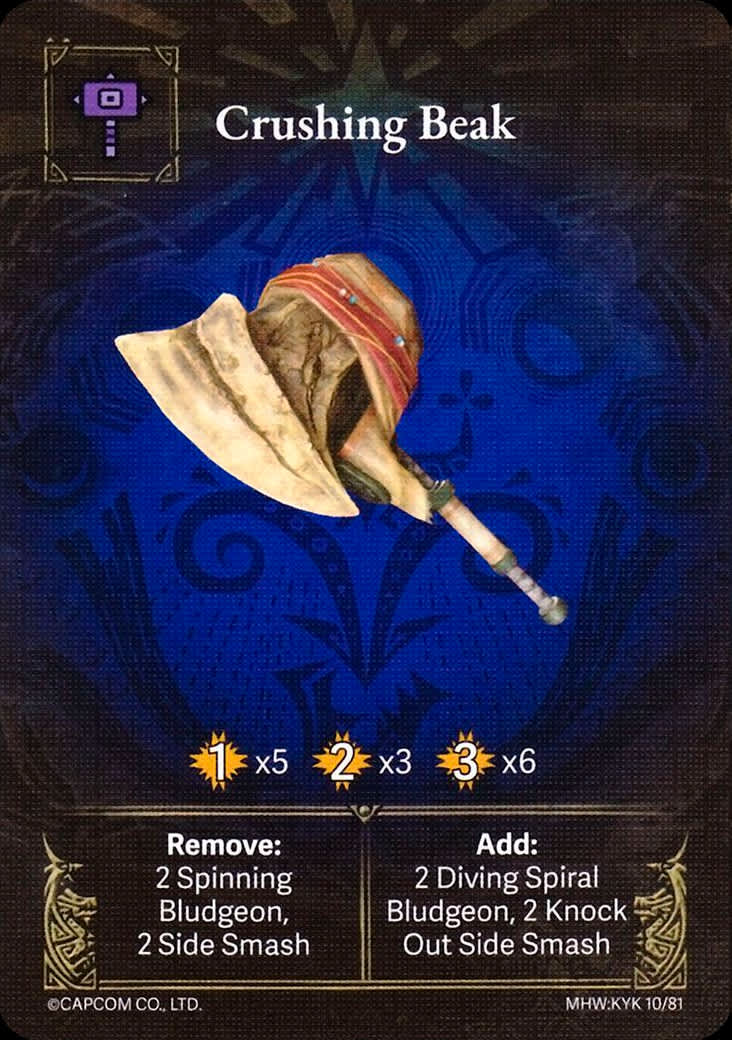 Crushing Beak
1 x5 2 x3 3 x6
Remove:
2 Spinning
Bludgeon,
2 Side Smash
Add:
2 Diving Spiral
Bludgeon, 2 Knock
Out Side Smash
©CAPCOM CO., LTD.
MHW:KYK 10/81